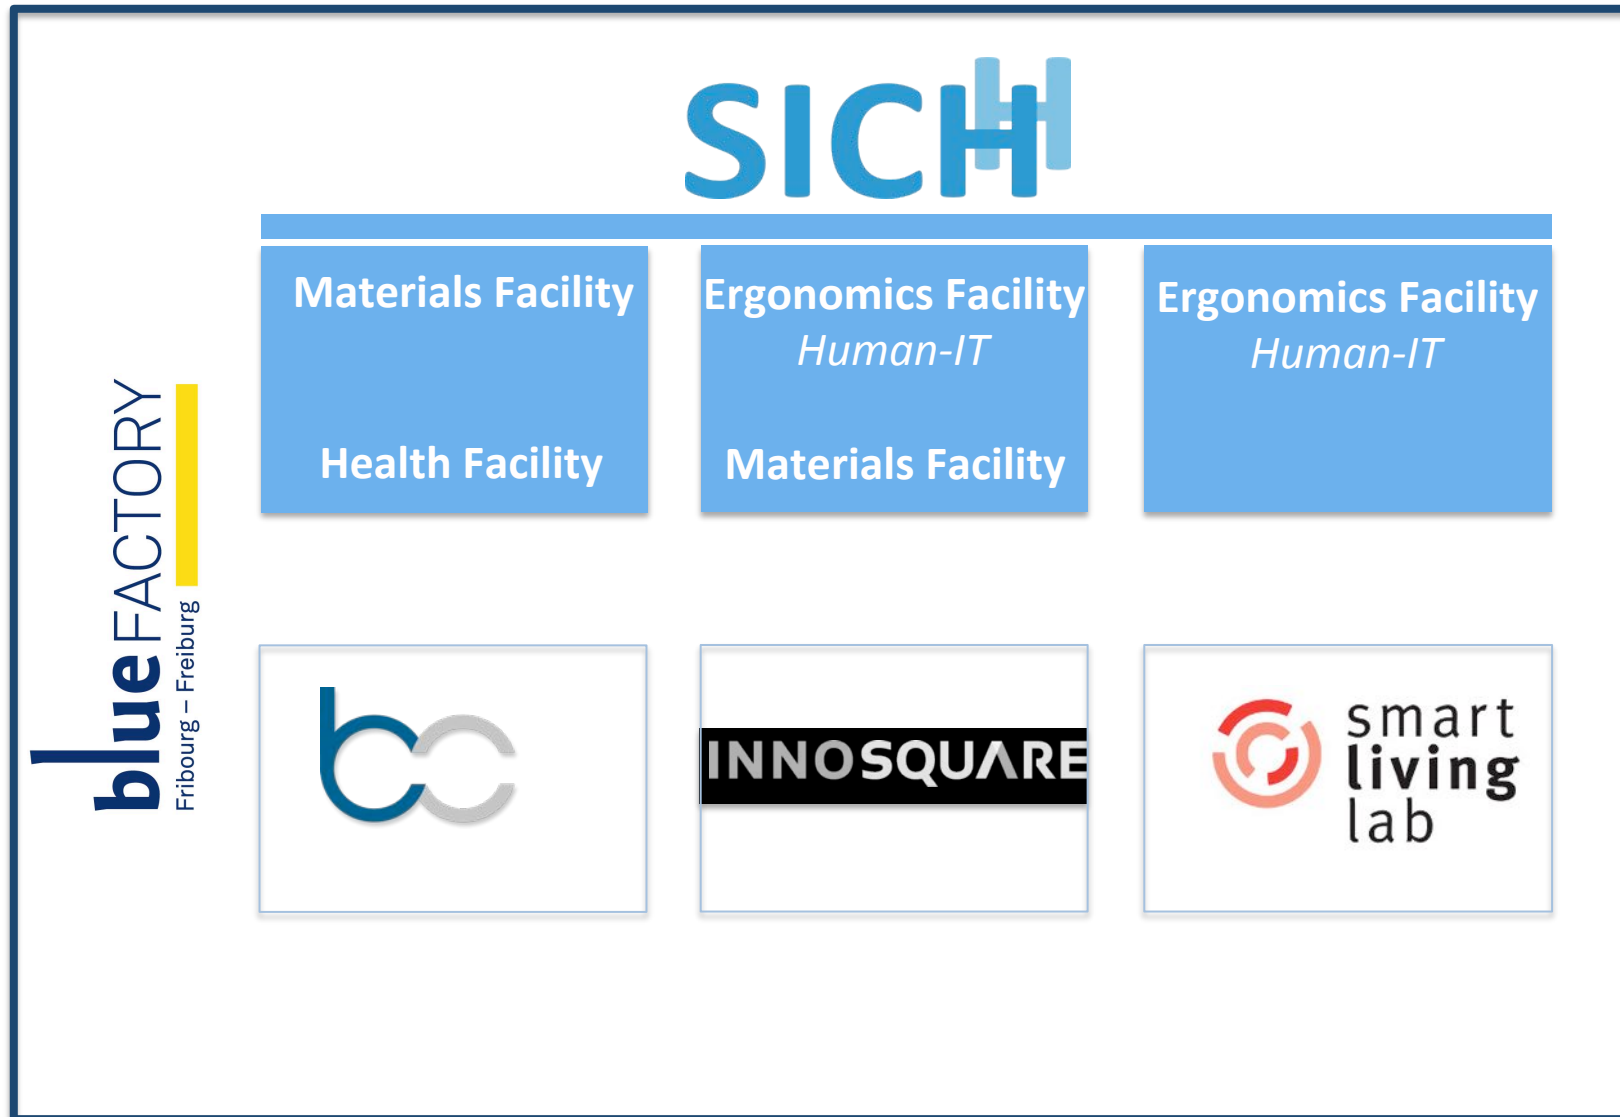 SICHH
Materials Facility
Health Facility
Ergonomics Facility
Human-IT
Materials Facility
Ergonomics Facility
Human-IT
blueFACTORY
Fribourg – Freiburg
bc
INNOSQUARE
smart
living
lab